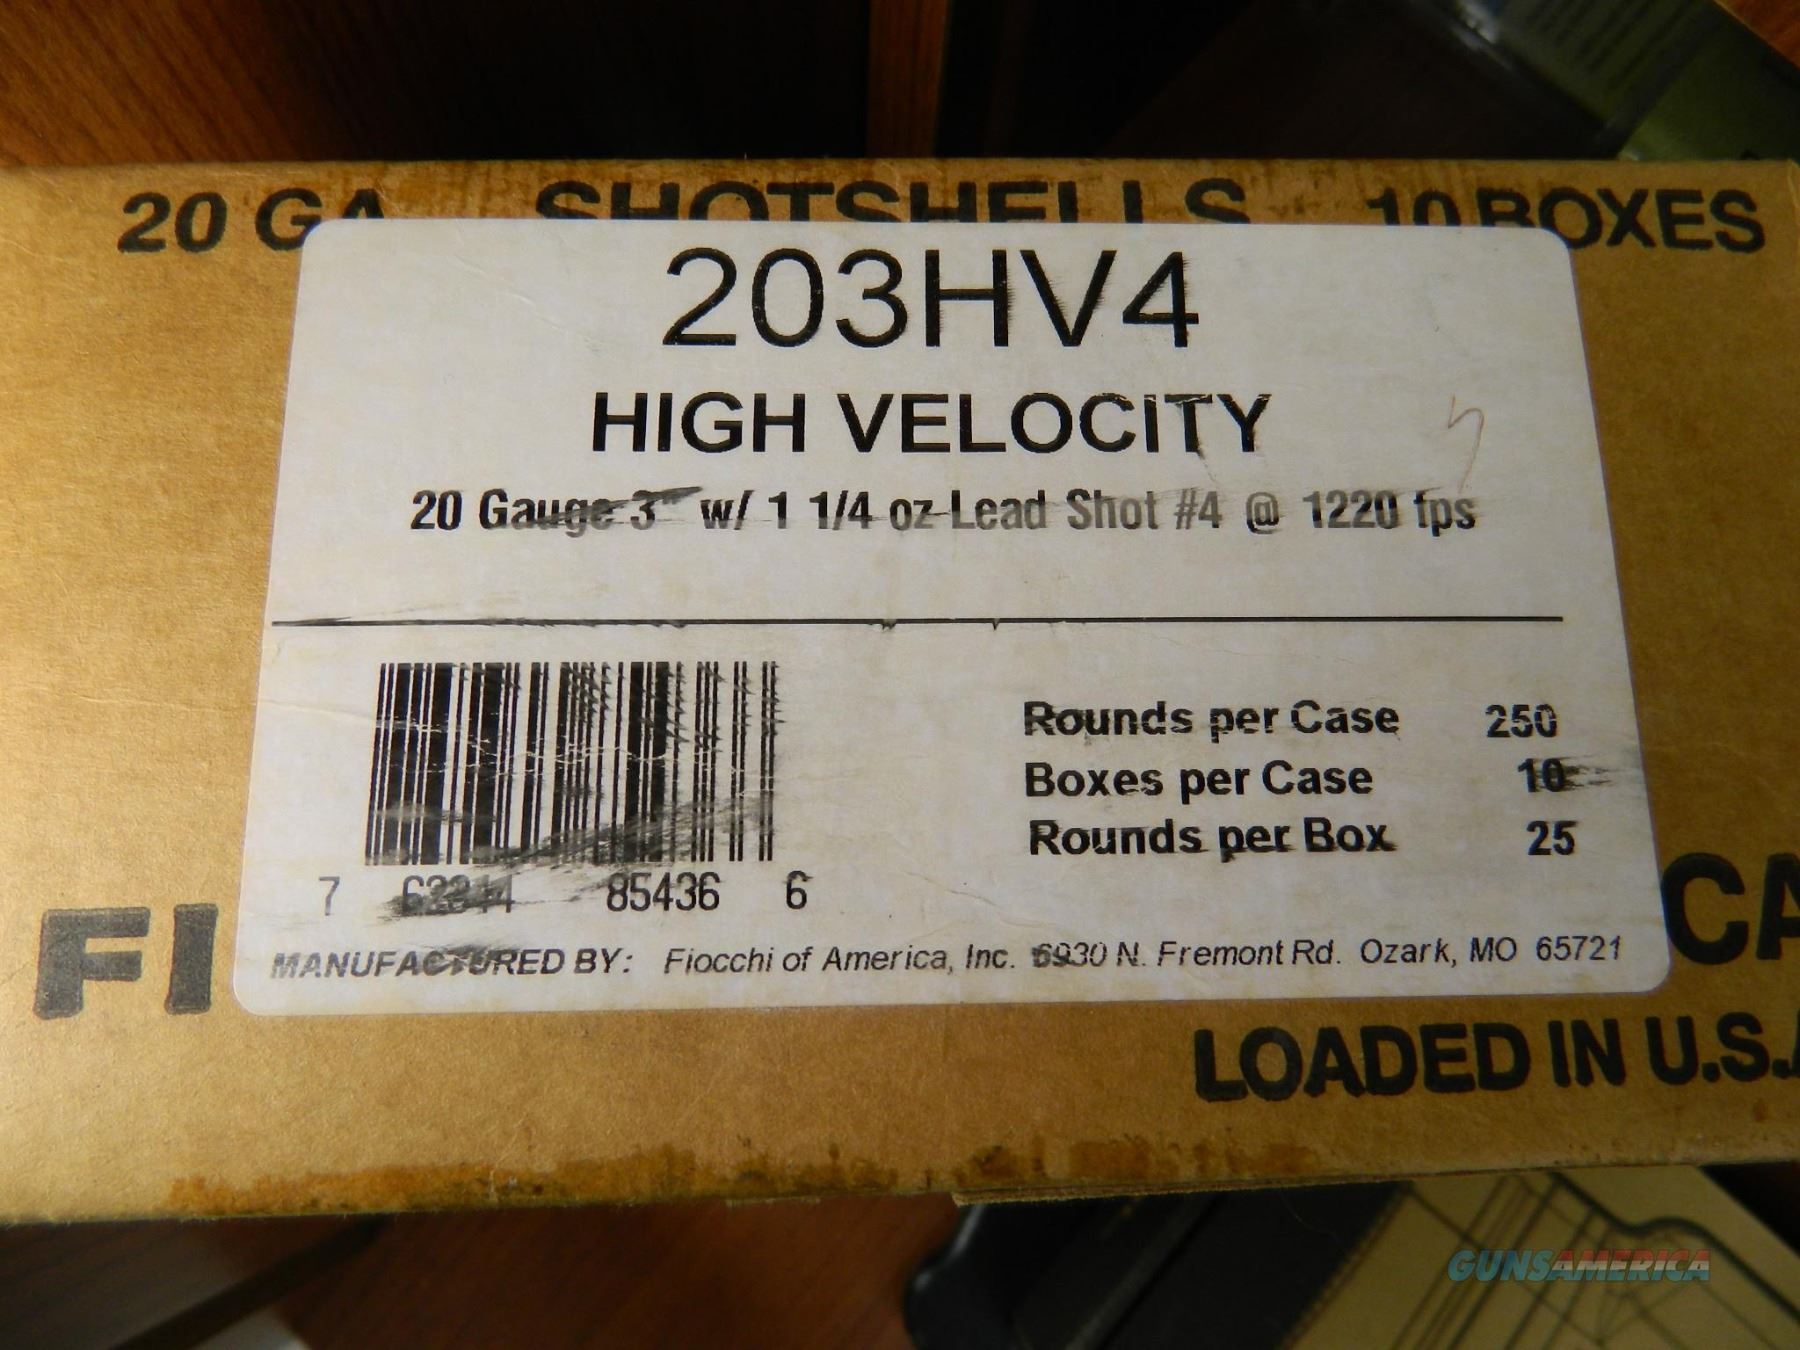 20 GA SHOTSHELLS 10 BOXES
203HV4
HIGH VELOCITY
20 Gauge 3" w/ 1 1/4 oz Lead Shot #4 @ 1220 fps
Rounds per Case 250
Boxes per Case 10
Rounds per Box 25
7 62344 85436 6
MANUFACTURED BY: Fiocchi of America, Inc. 6930 N. Fremont Rd. Ozark, MO 65721
FI CA
LOADED IN U.S.
GUNSAMERICA